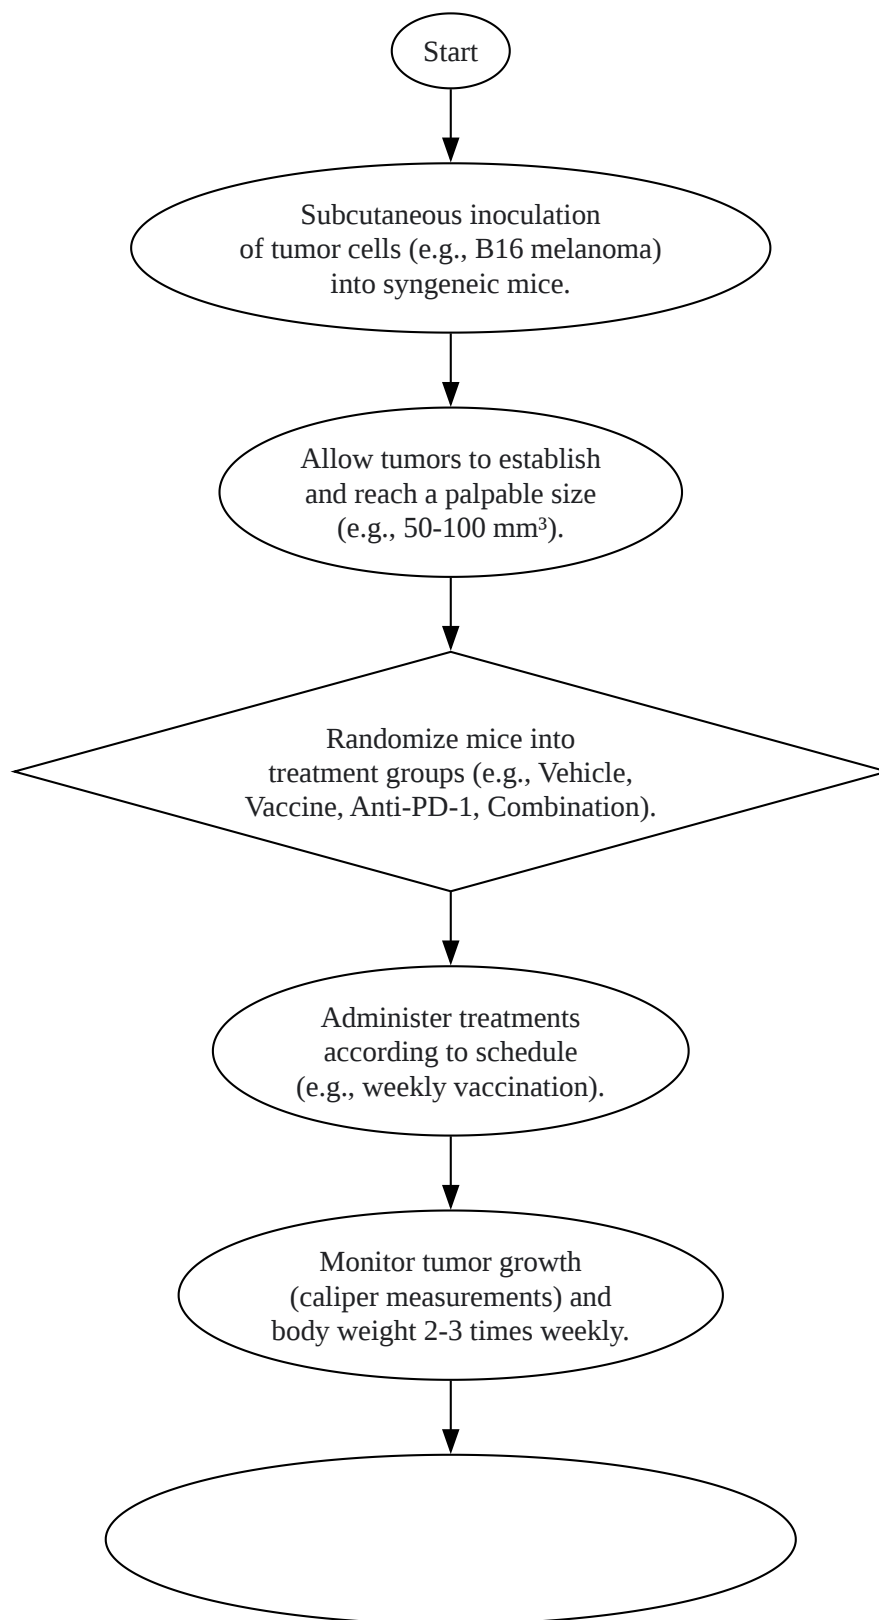 Start
Subcutaneous inoculation
of tumor cells (e.g., B16 melanoma)
into syngeneic mice.
Allow tumors to establish
and reach a palpable size
(e.g., 50-100 mm³).
Randomize mice into
treatment groups (e.g., Vehicle,
Vaccine, Anti-PD-1, Combination).
Administer treatments
according to schedule
(e.g., weekly vaccination).
Monitor tumor growth
(caliper measurements) and
body weight 2-3 times weekly.